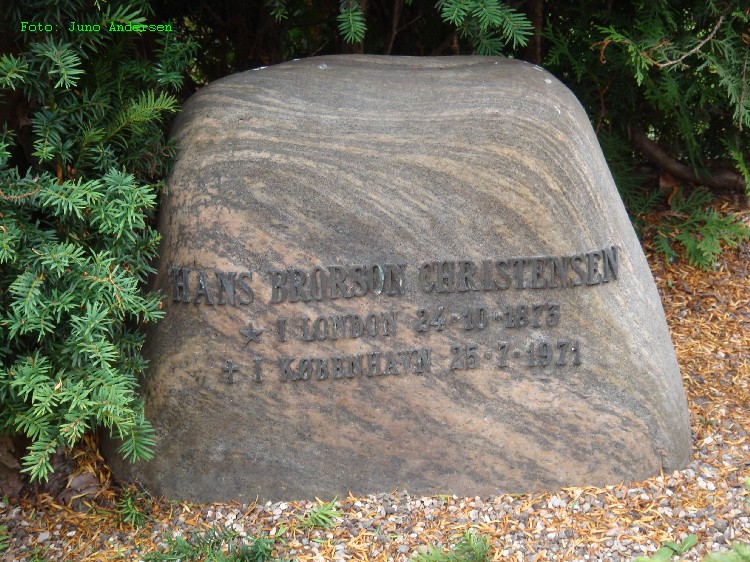 Foto: Juno Andersen
HANS BRORSON CHRISTENSEN
★ I LONDON 24·10·1873
† I KØBENHAVN 25·7·1971